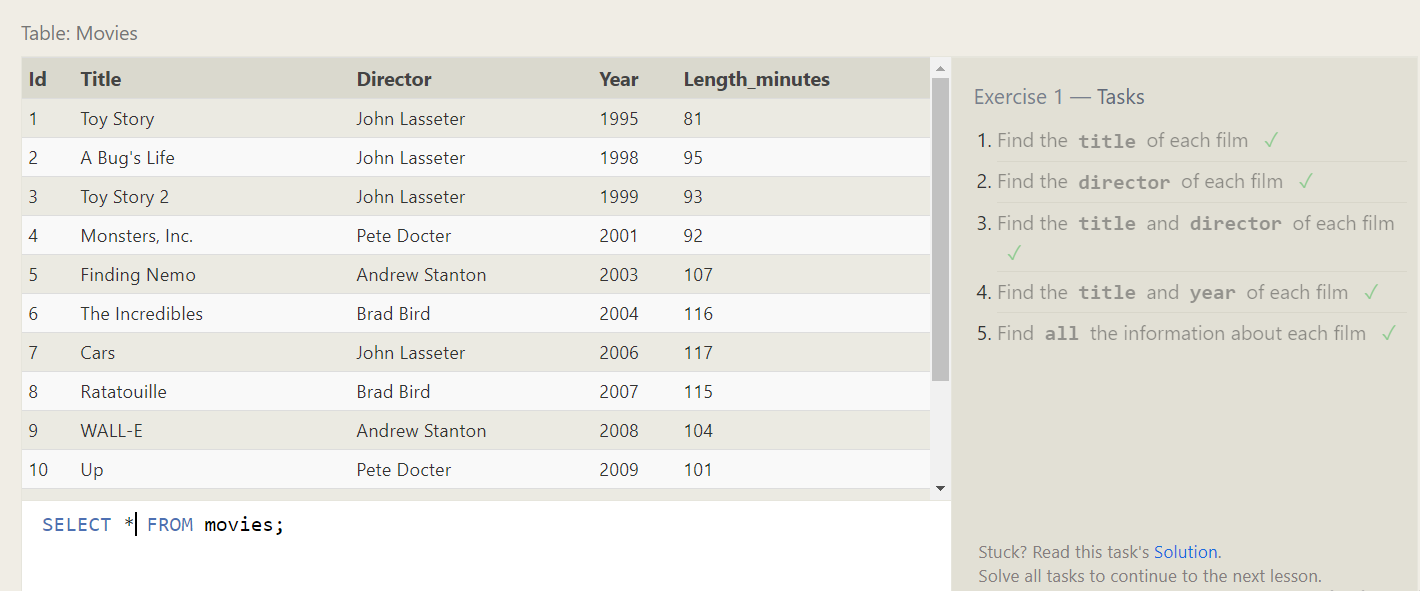 Table: Movies
Id Title Director Year Length_minutes
1 Toy Story John Lasseter 1995 81
2 A Bug's Life John Lasseter 1998 95
3 Toy Story 2 John Lasseter 1999 93
4 Monsters, Inc. Pete Docter 2001 92
5 Finding Nemo Andrew Stanton 2003 107
6 The Incredibles Brad Bird 2004 116
7 Cars John Lasseter 2006 117
8 Ratatouille Brad Bird 2007 115
9 WALL-E Andrew Stanton 2008 104
10 Up Pete Docter 2009 101
SELECT * FROM movies;
Exercise 1 — Tasks
1. Find the title of each film ✓
2. Find the director of each film ✓
3. Find the title and director of each film
✓
4. Find the title and year of each film ✓
5. Find all the information about each film ✓
Stuck? Read this task's Solution.
Solve all tasks to continue to the next lesson.